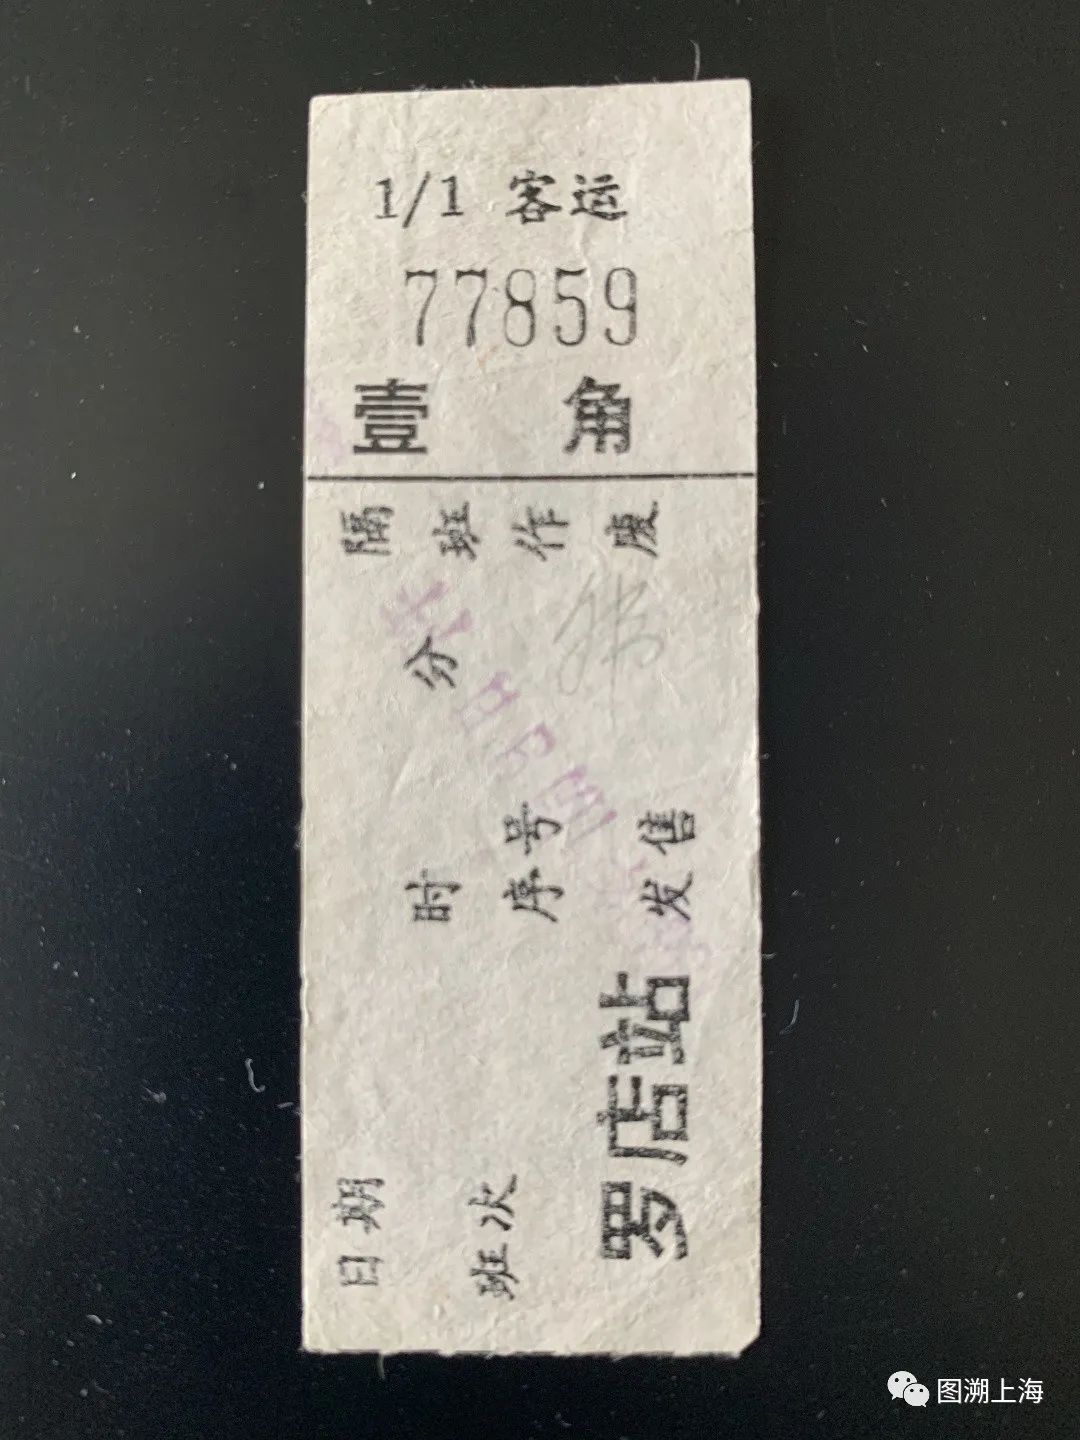 1/1 客运
77859
壹 角
隔班作废
日期 时 分
班次 序号
罗店站 发售
图溯上海